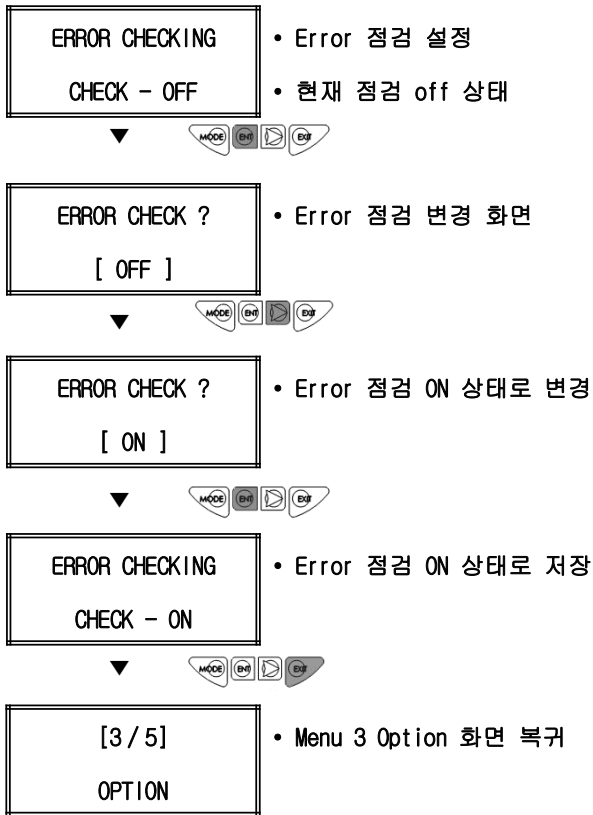 ERROR CHECKING
CHECK - OFF
• Error 점검 설정
• 현재 점검 off 상태
▼
MODE ENT EXIT
ERROR CHECK ?
[ OFF ]
• Error 점검 변경 화면
▼
MODE ENT EXIT
ERROR CHECK ?
[ ON ]
• Error 점검 ON 상태로 변경
▼
MODE ENT EXIT
ERROR CHECKING
CHECK - ON
• Error 점검 ON 상태로 저장
▼
MODE ENT EXIT
[3 / 5]
OPTION
• Menu 3 Option 화면 복귀